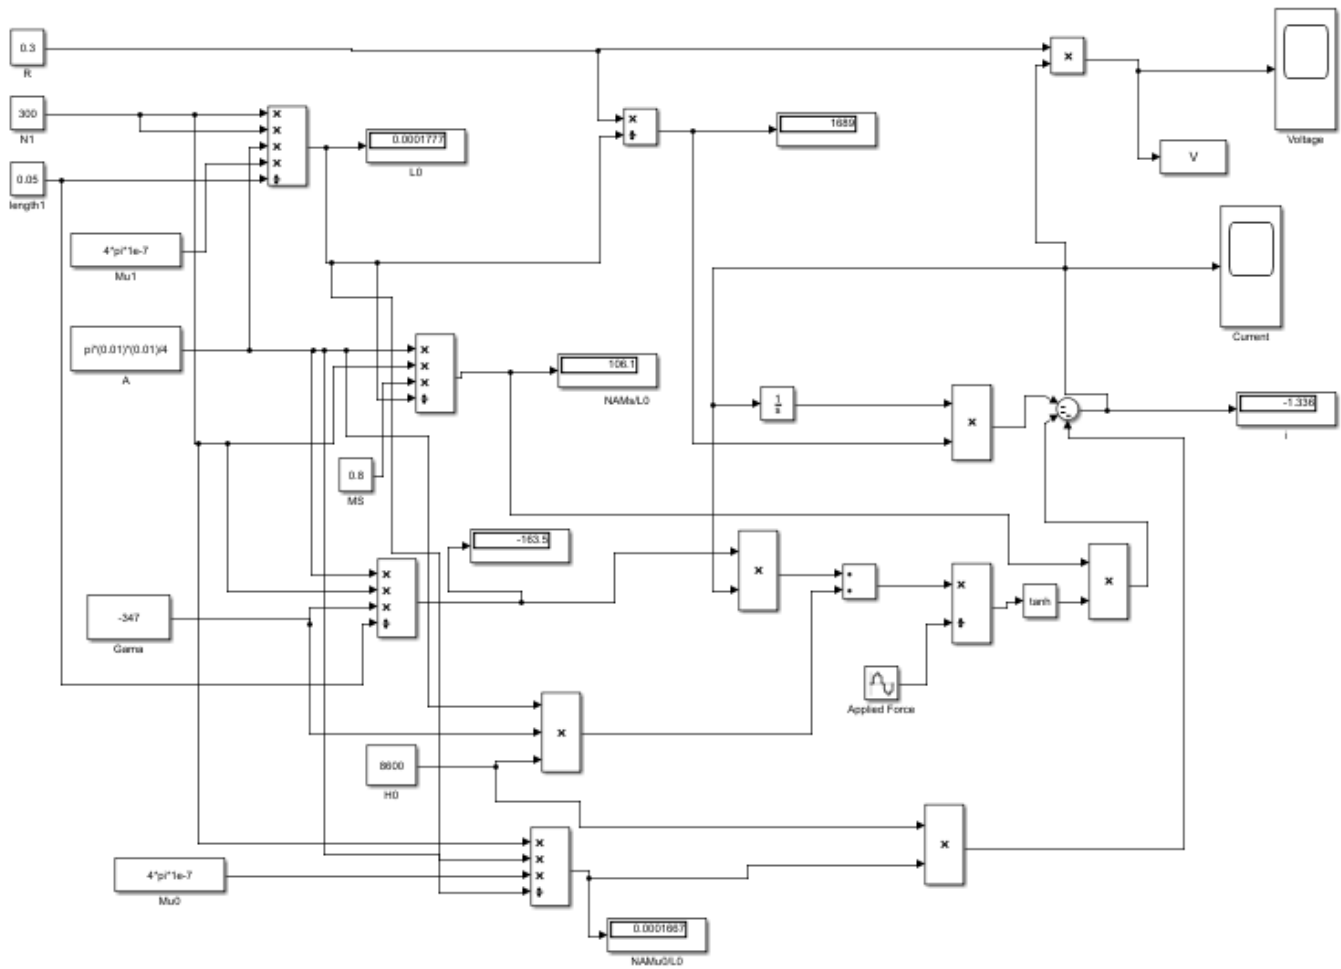 0.3
R
300
N1
0.05
length1
4*pi*1e-7
Mu1
pi*(0.01)*(0.01)/4
A
0.0001777
L0
1689
Voltage
V
Current
106.1
NAMs/L0
1
s
-1.336
i
0.8
MS
-163.5
-347
Gama
tanh
Applied Force
8600
H0
4*pi*1e-7
Mu0
0.0001667
NAMu0/L0